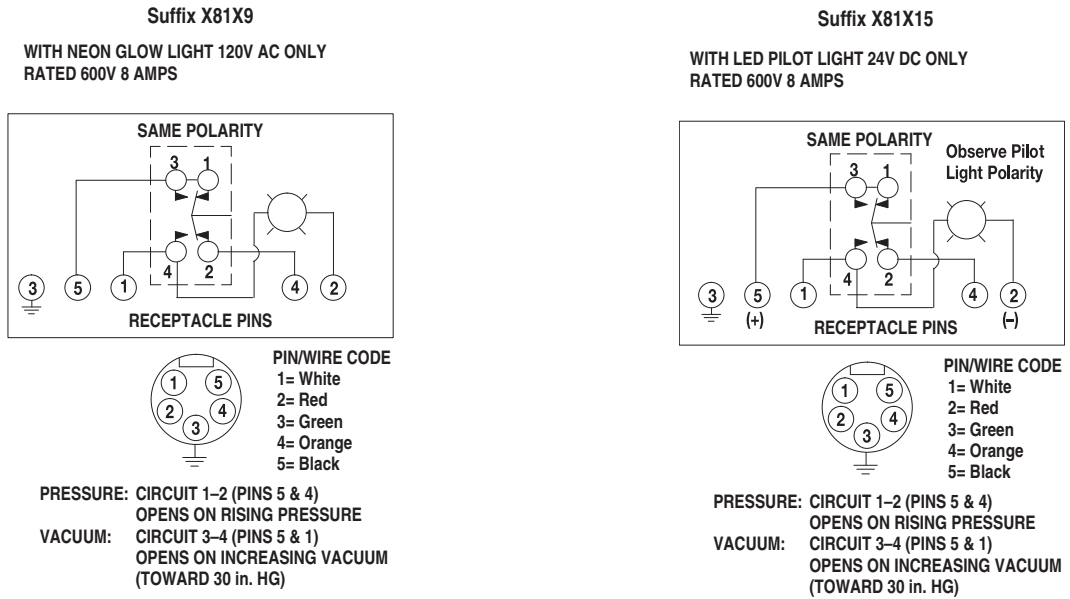 Suffix X81X9
WITH NEON GLOW LIGHT 120V AC ONLY
RATED 600V 8 AMPS
SAME POLARITY
3 1
4 2
3 5 1 4 2
RECEPTACLE PINS
1 5
2 4
3
PIN/WIRE CODE
1= White
2= Red
3= Green
4= Orange
5= Black
PRESSURE: CIRCUIT 1–2 (PINS 5 & 4)
OPENS ON RISING PRESSURE
VACUUM: CIRCUIT 3–4 (PINS 5 & 1)
OPENS ON INCREASING VACUUM
(TOWARD 30 in. HG)
Suffix X81X15
WITH LED PILOT LIGHT 24V DC ONLY
RATED 600V 8 AMPS
SAME POLARITY
Observe Pilot
Light Polarity
3 1
4 2
3 5 1 4 2
(+) (–)
RECEPTACLE PINS
1 5
2 4
3
PIN/WIRE CODE
1= White
2= Red
3= Green
4= Orange
5= Black
PRESSURE: CIRCUIT 1–2 (PINS 5 & 4)
OPENS ON RISING PRESSURE
VACUUM: CIRCUIT 3–4 (PINS 5 & 1)
OPENS ON INCREASING VACUUM
(TOWARD 30 in. HG)